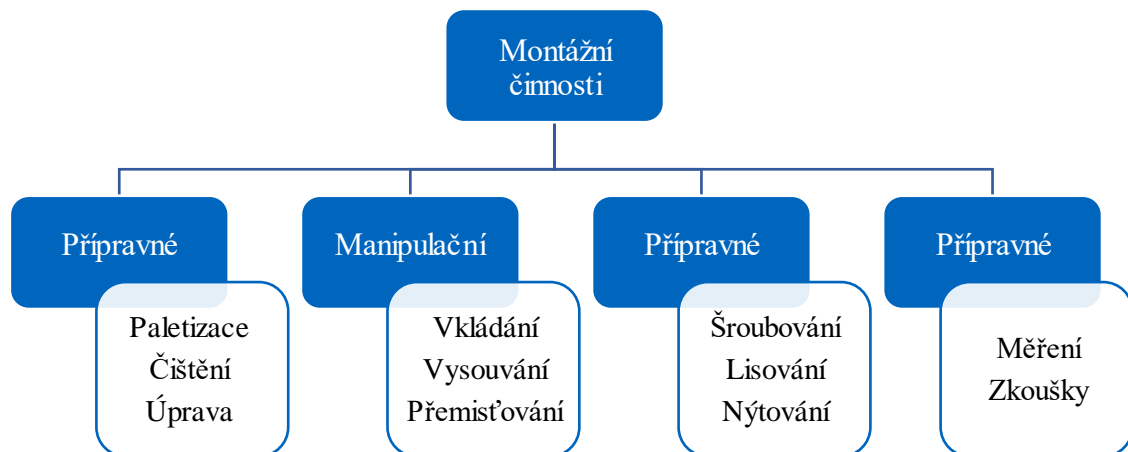 Montážní
činnosti
Přípravné
Paletizace
Čištění
Úprava
Manipulační
Vkládání
Vysouvání
Přemisťování
Přípravné
Šroubování
Lisování
Nýtování
Přípravné
Měření
Zkoušky